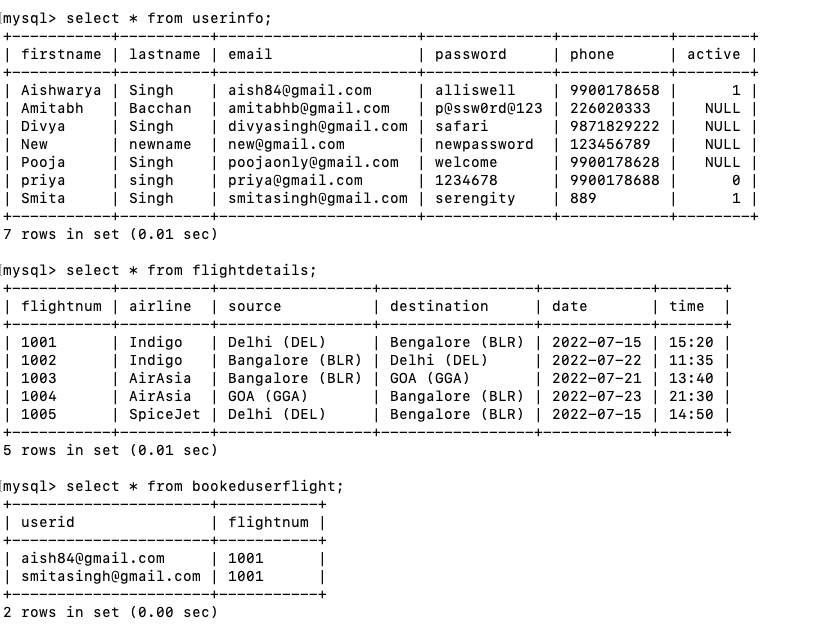 mysql> select * from userinfo;
+-----------+----------+-----------------------+--------------+------------+--------+
| firstname | lastname | email                 | password     | phone      | active |
+-----------+----------+-----------------------+--------------+------------+--------+
| Aishwarya | Singh    | aish84@gmail.com      | alliswell    | 9900178658 |      1 |
| Amitabh   | Bacchan  | amitabhb@gmail.com    | p@ssw0rd@123 | 226020333  |   NULL |
| Divya     | Singh    | divyasingh@gmail.com  | safari       | 9871829222 |   NULL |
| New       | newname  | new@gmail.com         | newpassword  | 123456789  |   NULL |
| Pooja     | Singh    | poojaonly@gmail.com   | welcome      | 9900178628 |   NULL |
| priya     | singh    | priya@gmail.com       | 1234678      | 9900178688 |      0 |
| Smita     | Singh    | smitasingh@gmail.com  | serengity    | 889        |      1 |
+-----------+----------+-----------------------+--------------+------------+--------+
7 rows in set (0.01 sec)
mysql> select * from flightdetails;
+-----------+----------+-----------------+-----------------+------------+-------+
| flightnum | airline  | source          | destination     | date       | time  |
+-----------+----------+-----------------+-----------------+------------+-------+
| 1001      | Indigo   | Delhi (DEL)     | Bengalore (BLR) | 2022-07-15 | 15:20 |
| 1002      | Indigo   | Bangalore (BLR) | Delhi (DEL)     | 2022-07-22 | 11:35 |
| 1003      | AirAsia  | Bangalore (BLR) | GOA (GGA)       | 2022-07-21 | 13:40 |
| 1004      | AirAsia  | GOA (GGA)       | Bangalore (BLR) | 2022-07-23 | 21:30 |
| 1005      | SpiceJet | Delhi (DEL)     | Bengalore (BLR) | 2022-07-15 | 14:50 |
+-----------+----------+-----------------+-----------------+------------+-------+
5 rows in set (0.01 sec)
mysql> select * from bookeduserflight;
+----------------------+-----------+
| userid               | flightnum |
+----------------------+-----------+
| aish84@gmail.com     | 1001      |
| smitasingh@gmail.com | 1001      |
+----------------------+-----------+
2 rows in set (0.00 sec)